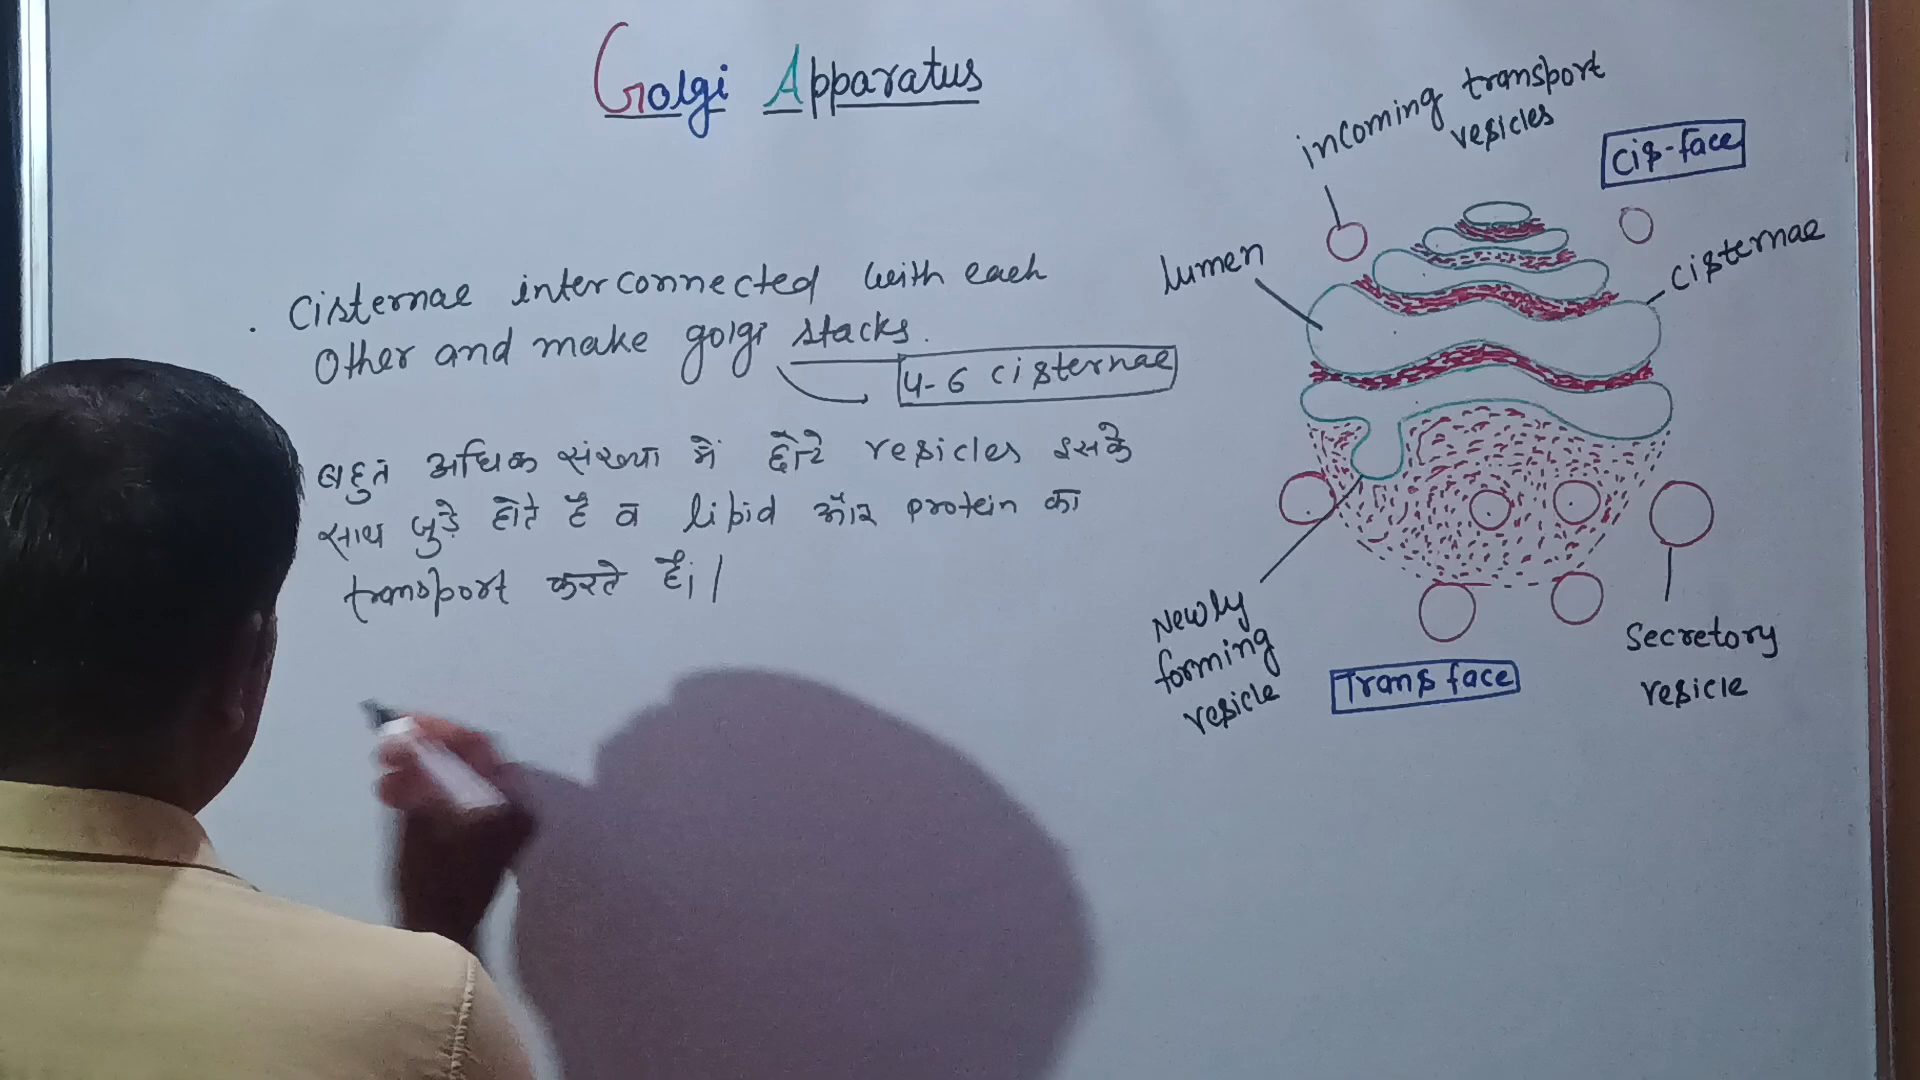 Golgi Apparatus
. Cisternae interconnected with each
Other and make golgi stacks.
4-6 cisternae
बहुत अधिक संख्या में छोटे vesicles इसके
साथ जुड़े होते है व lipid और protein का
transport करते हैं।
incoming transport
vesicles
Cis-face
lumen
cisternae
Newly
forming
vesicle
Trans face
Secretory
vesicle